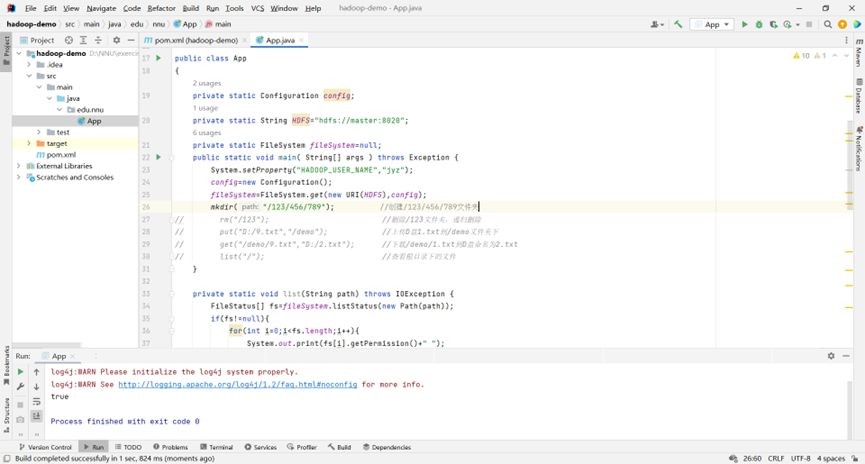 File Edit View Navigate Code Refactor Build Run Tools VCS Window Help hadoop-demo - App.java
hadoop-demo src main java edu nnu App main App
Project pom.xml (hadoop-demo) App.java
hadoop-demo D:\NNU\exercis
.idea
src
main
java
edu.nnu
App
test
target
pom.xml
External Libraries
Scratches and Consoles
Project
Bookmarks
Structure
Maven
Database
Notifications
10 1
17 public class App
18 {
2 usages
19 private static Configuration config;
1 usage
20 private static String HDFS="hdfs://master:8020";
6 usages
21 private static FileSystem fileSystem=null;
22 public static void main( String[] args ) throws Exception {
23 System.setProperty("HADOOP_USER_NAME","jyz");
24 config=new Configuration();
25 fileSystem=FileSystem.get(new URI(HDFS),config);
26 mkdir( path: "/123/456/789"); //创建/123/456/789文件夹
27 // rm("/123"); //删除/123文件夹，递归删除
28 // put("D:/9.txt","/demo"); //上传D盘1.txt到/demo文件夹下
29 // get("/demo/9.txt","D:/2.txt"); //下载/demo/1.txt到D盘命名为2.txt
30 // list("/"); //查看根目录下的文件
31 }
32
33 private static void list(String path) throws IOException {
34 FileStatus[] fs=fileSystem.listStatus(new Path(path));
35 if(fs!=null){
36 for(int i=0;i<fs.length;i++){
37 System.out.print(fs[i].getPermission()+" ");
Run: App
log4j:WARN Please initialize the log4j system properly.
log4j:WARN See http://logging.apache.org/log4j/1.2/faq.html#noconfig for more info.
true
Process finished with exit code 0
Version Control Run TODO Problems Terminal Services Profiler Build Dependencies
Build completed successfully in 1 sec, 824 ms (moments ago) 26:60 CRLF UTF-8 4 spaces